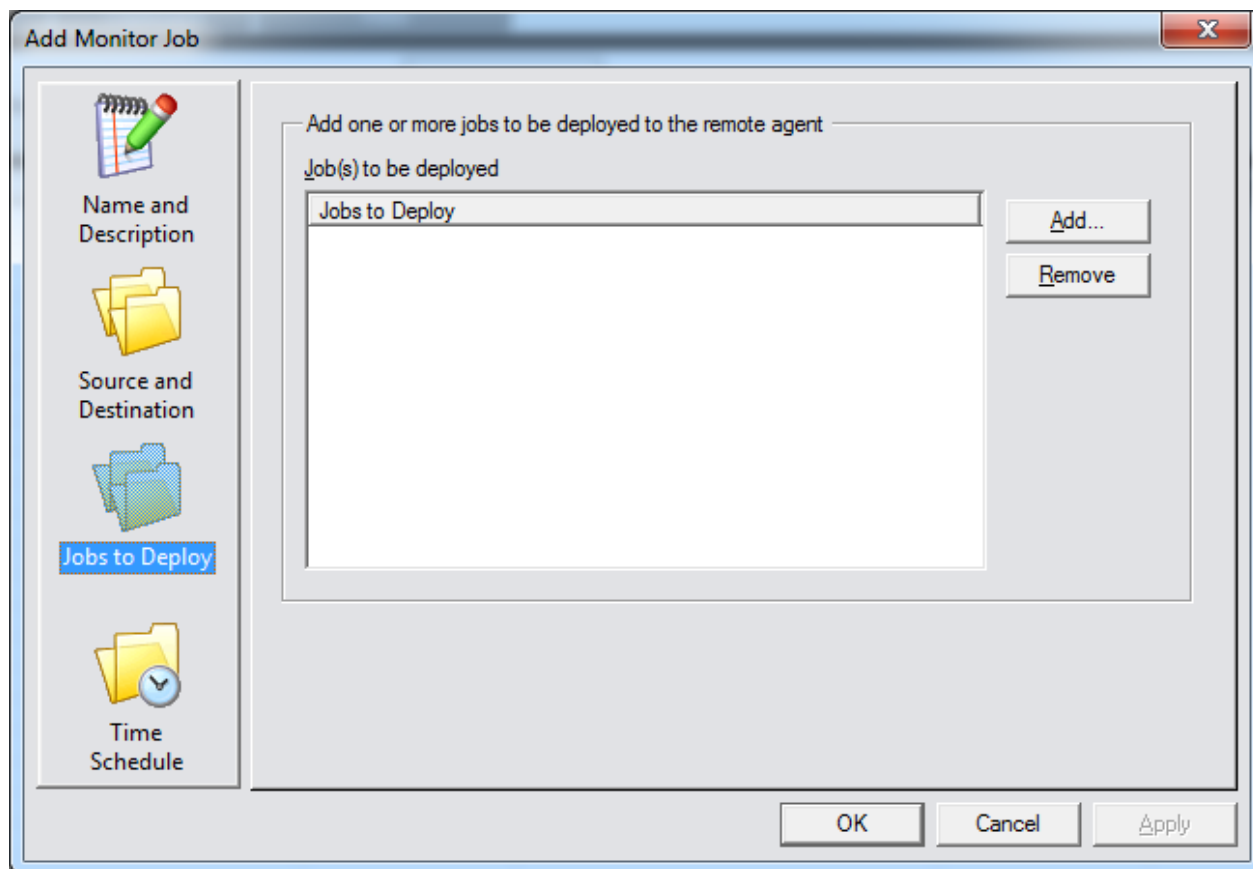 Add Monitor Job
Name and
Description
Source and
Destination
Jobs to Deploy
Time
Schedule
Add one or more jobs to be deployed to the remote agent
Job(s) to be deployed
Jobs to Deploy
Add...
Remove
OK
Cancel
Apply